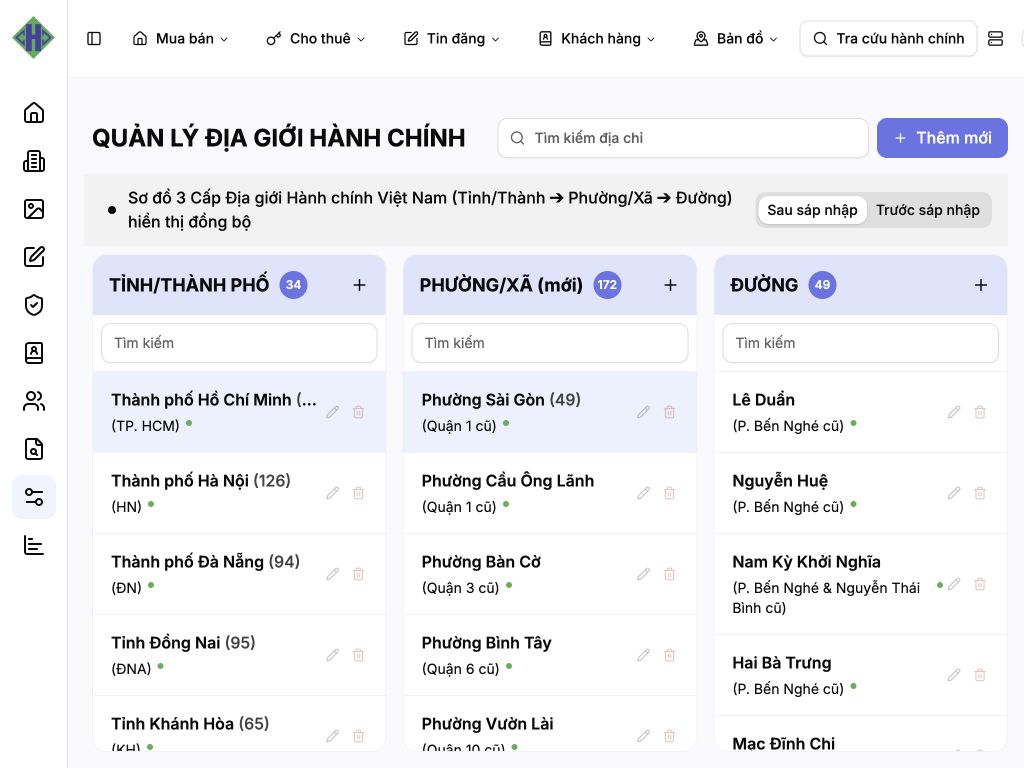 Mua bán
Cho thuê
Tin đăng
Khách hàng
Bản đồ
Tra cứu hành chính
QUẢN LÝ ĐỊA GIỚI HÀNH CHÍNH
Tìm kiếm địa chỉ
+ Thêm mới
Sơ đồ 3 Cấp Địa giới Hành chính Việt Nam (Tỉnh/Thành ➔ Phường/Xã ➔ Đường)
hiển thị đồng bộ
Sau sáp nhập
Trước sáp nhập
TỈNH/THÀNH PHỐ 34 +
Tìm kiếm
Thành phố Hồ Chí Minh (...
(TP. HCM)
Thành phố Hà Nội (126)
(HN)
Thành phố Đà Nẵng (94)
(ĐN)
Tỉnh Đồng Nai (95)
(ĐNA)
Tỉnh Khánh Hòa (65)
(KH)
PHƯỜNG/XÃ (mới) 172 +
Tìm kiếm
Phường Sài Gòn (49)
(Quận 1 cũ)
Phường Cầu Ông Lãnh
(Quận 1 cũ)
Phường Bàn Cờ
(Quận 3 cũ)
Phường Bình Tây
(Quận 6 cũ)
Phường Vườn Lài
(Quận 10 cũ)
ĐƯỜNG 49 +
Tìm kiếm
Lê Duẩn
(P. Bến Nghé cũ)
Nguyễn Huệ
(P. Bến Nghé cũ)
Nam Kỳ Khởi Nghĩa
(P. Bến Nghé & Nguyễn Thái
Bình cũ)
Hai Bà Trưng
(P. Bến Nghé cũ)
Mạc Đĩnh Chi